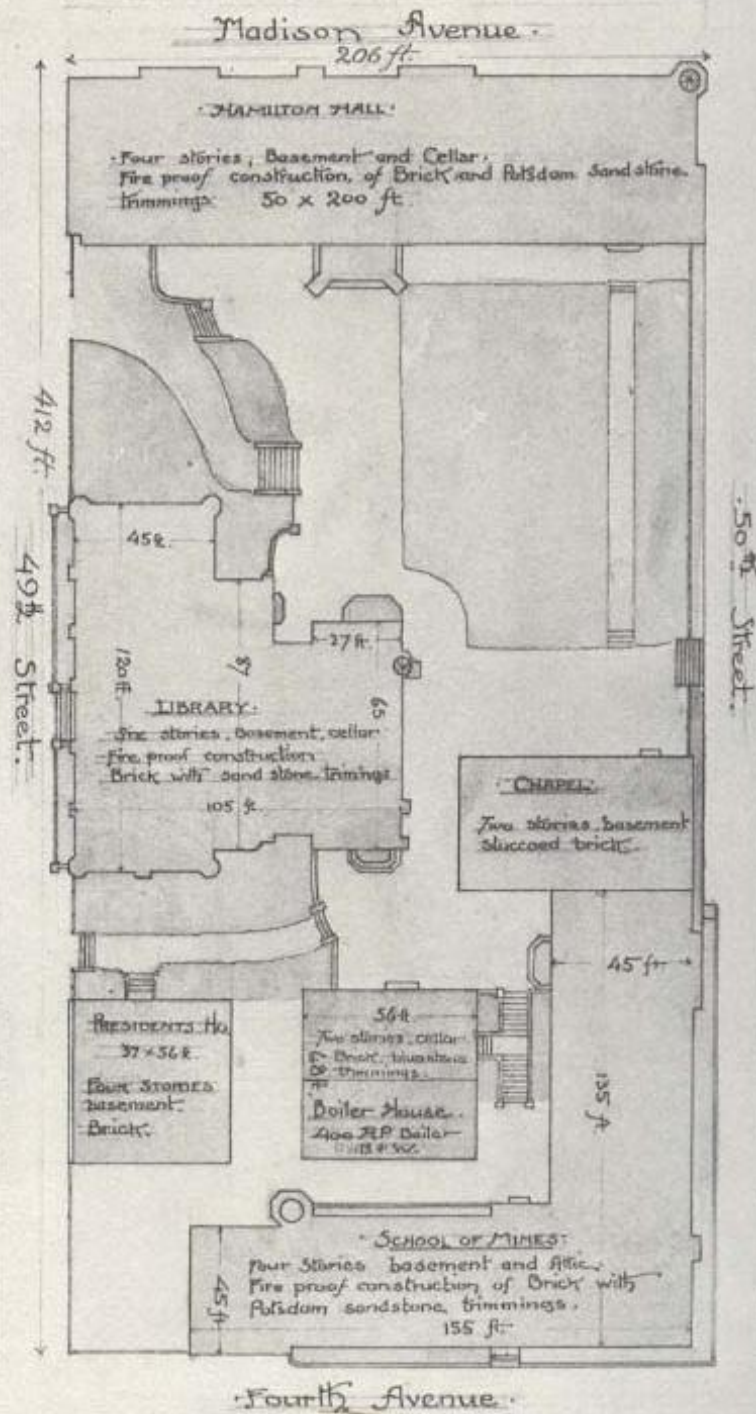 Madison Avenue.
206 ft.
HAMILTON HALL.
Four stories, Basement and Cellar.
Fire proof construction, of Brick and Potsdam Sandstone.
trimmings. 50 x 200 ft.
412 ft.
49th Street.
50th Street.
45 ft.
27 ft.
120 ft.
87
65
LIBRARY.
stories, Basement, cellar
Fire proof construction
Brick with sand stone trimings
105 ft.
CHAPEL.
Two stories, basement
stuccoed brick.
45 ft.
135 ft
PRESIDENTS HO.
37 x 56 ft.
FOUR STORIES
basement.
Brick.
56 ft.
Two stories, cellar
Brick, bluestone
trimmings.
Boiler House.
400 H.P. Boiler
SCHOOL OF MINES.
Four Stories basement and Attic.
Fire proof construction of Brick with
Potsdam sandstone trimmings.
45 ft
155 ft.
Fourth Avenue.